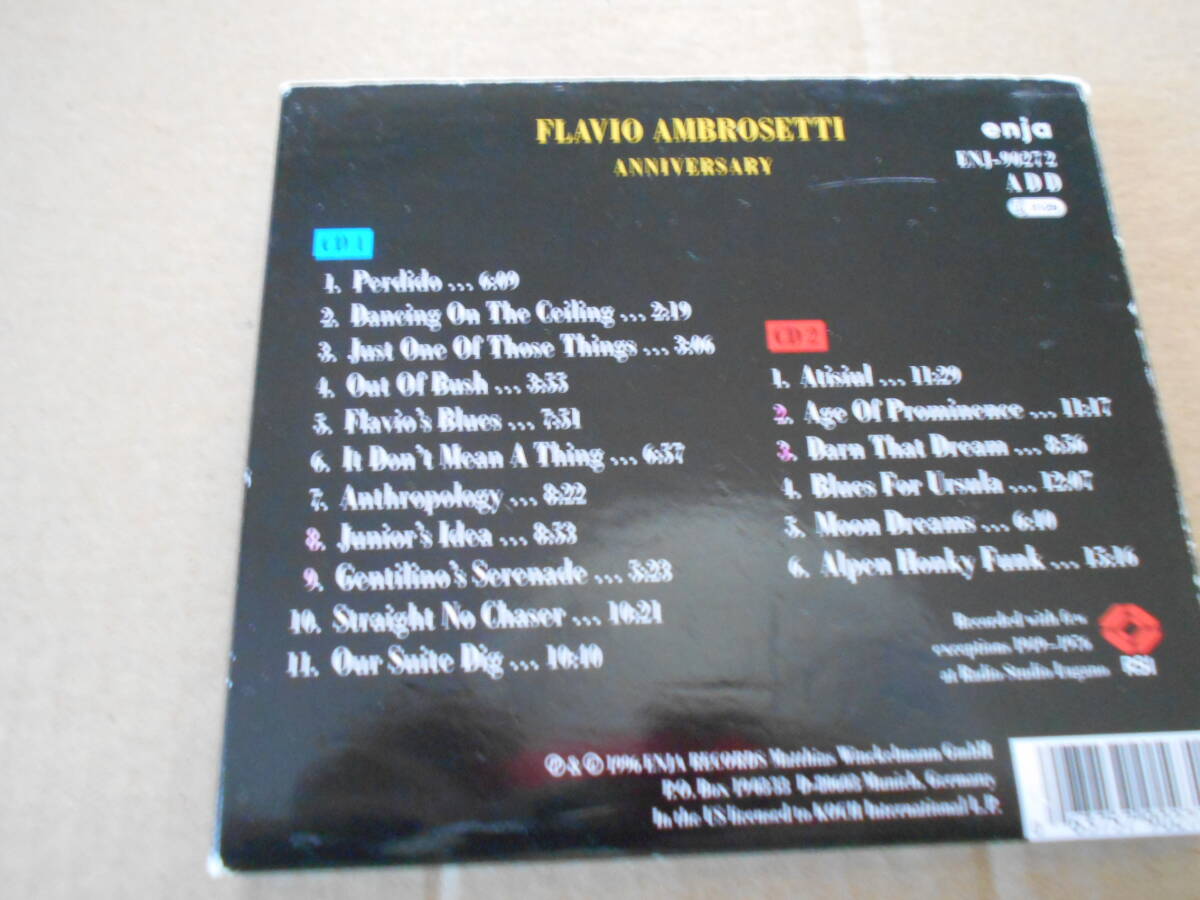 FLAVIO AMBROSETTI
ANNIVERSARY
enja
ENJ-9027 2
ADD
CD 1
1. Perdido ... 6:09
2. Dancing On The Ceiling ... 2:19
3. Just One Of Those Things ... 3:06
4. Out Of Bush ... 3:55
5. Flavio's Blues ... 7:51
6. It Don't Mean A Thing ... 6:57
7. Anthropology ... 8:22
8. Junior's Idea ... 8:53
9. Gentilino's Serenade ... 5:23
10. Straight No Chaser ... 10:21
11. Our Suite Dig ... 10:40
CD 2
1. Atisiul ... 11:29
2. Age Of Prominence ... 11:17
3. Darn That Dream ... 8:56
4. Blues For Ursula ... 12:07
5. Moon Dreams ... 6:40
6. Alpen Honky Funk ... 15:16
Recorded with few
exceptions 1949-1976
at Radio Studio Lugano
RSI
℗ & © 1996 ENJA RECORDS Matthias Winckelmann GmbH
P.O. Box 190333 D-80603 Munich, Germany
In the US licensed to KOCH International L.P.